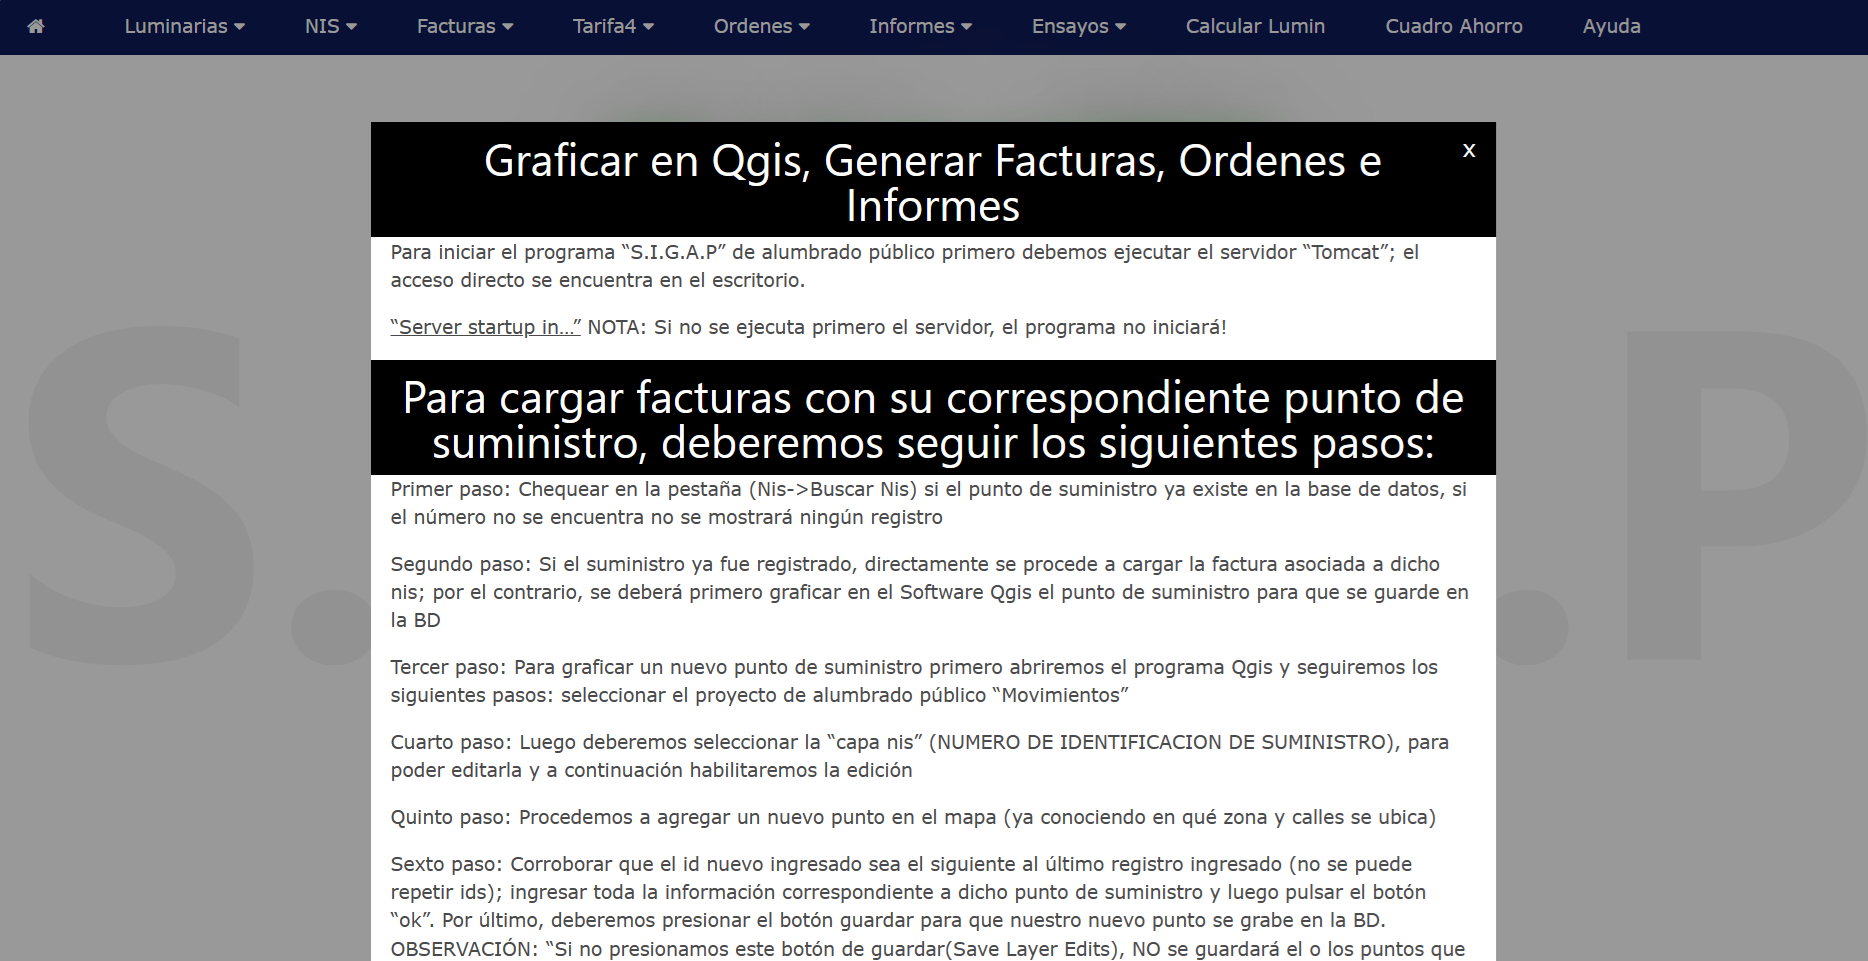 Luminarias NIS Facturas Tarifa4 Ordenes Informes Ensayos Calcular Lumin Cuadro Ahorro Ayuda
Graficar en Qgis, Generar Facturas, Ordenes e
Informes
x
Para iniciar el programa “S.I.G.A.P” de alumbrado público primero debemos ejecutar el servidor “Tomcat”; el
acceso directo se encuentra en el escritorio.
“Server startup in...” NOTA: Si no se ejecuta primero el servidor, el programa no iniciará!
Para cargar facturas con su correspondiente punto de
suministro, deberemos seguir los siguientes pasos:
Primer paso: Chequear en la pestaña (Nis->Buscar Nis) si el punto de suministro ya existe en la base de datos, si
el número no se encuentra no se mostrará ningún registro
Segundo paso: Si el suministro ya fue registrado, directamente se procede a cargar la factura asociada a dicho
nis; por el contrario, se deberá primero graficar en el Software Qgis el punto de suministro para que se guarde en
la BD
Tercer paso: Para graficar un nuevo punto de suministro primero abriremos el programa Qgis y seguiremos los
siguientes pasos: seleccionar el proyecto de alumbrado público “Movimientos”
Cuarto paso: Luego deberemos seleccionar la “capa nis” (NUMERO DE IDENTIFICACION DE SUMINISTRO), para
poder editarla y a continuación habilitaremos la edición
Quinto paso: Procedemos a agregar un nuevo punto en el mapa (ya conociendo en qué zona y calles se ubica)
Sexto paso: Corroborar que el id nuevo ingresado sea el siguiente al último registro ingresado (no se puede
repetir ids); ingresar toda la información correspondiente a dicho punto de suministro y luego pulsar el botón
“ok”. Por último, deberemos presionar el botón guardar para que nuestro nuevo punto se grabe en la BD.
OBSERVACIÓN: “Si no presionamos este botón de guardar(Save Layer Edits), NO se guardará el o los puntos que
S. .P